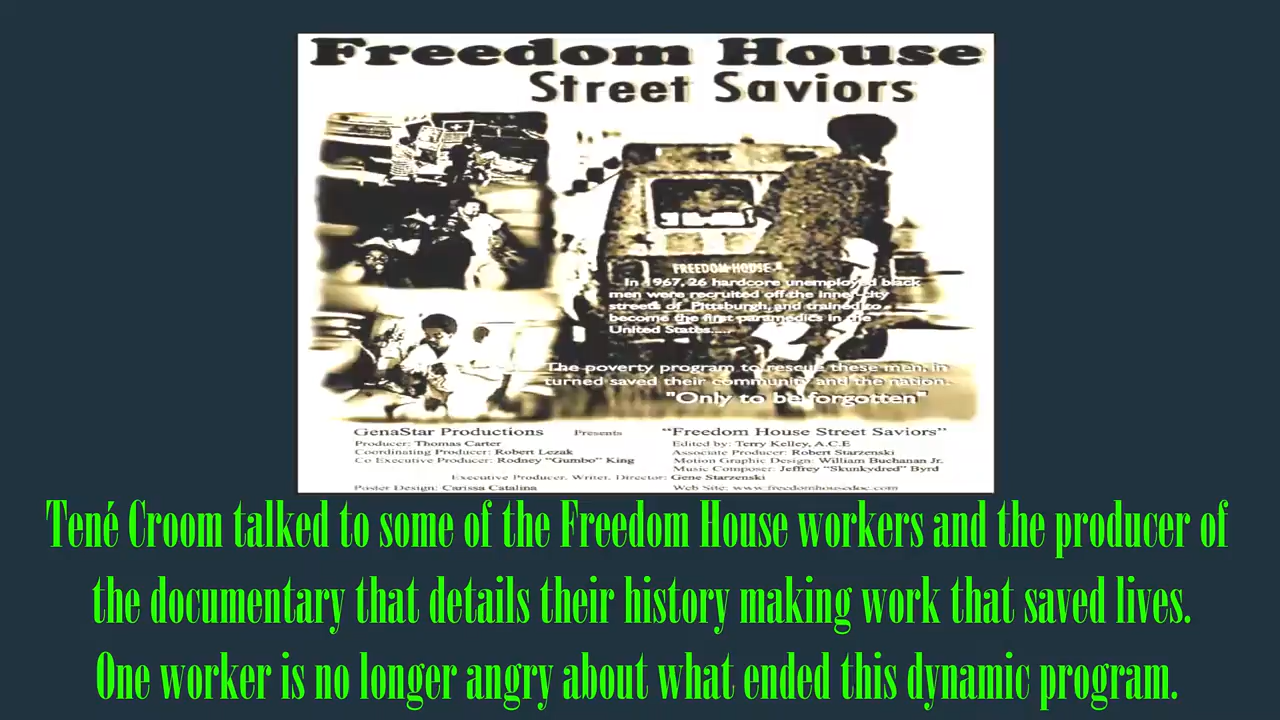 Freedom House
Street Saviors
FREEDOM HOUSE
In 1967, 26 hardcore unemployed black
men were recruited off the inner-city
streets of Pittsburgh, and trained to
become the first paramedics in the
United States....
The poverty program to rescue these men, in
turned saved their community and the nation.
"Only to be forgotten"
GenaStar Productions Presents "Freedom House Street Saviors"
Producer: Thomas Carter
Coordinating Producer: Robert Lezak
Co Executive Producer: Rodney "Gumbo" King
Edited by: Terry Kelley, A.C.E
Associate Producer: Robert Starzenski
Motion Graphic Design: William Buchanan Jr.
Music Composer: Jeffrey "Skunkydred" Byrd
Executive Producer, Writer, Director: Gene Starzenski
Poster Design: Carissa Catalina Web Site: www.freedomhousedoc.com
Tené Croom talked to some of the Freedom House workers and the producer of
the documentary that details their history making work that saved lives.
One worker is no longer angry about what ended this dynamic program.